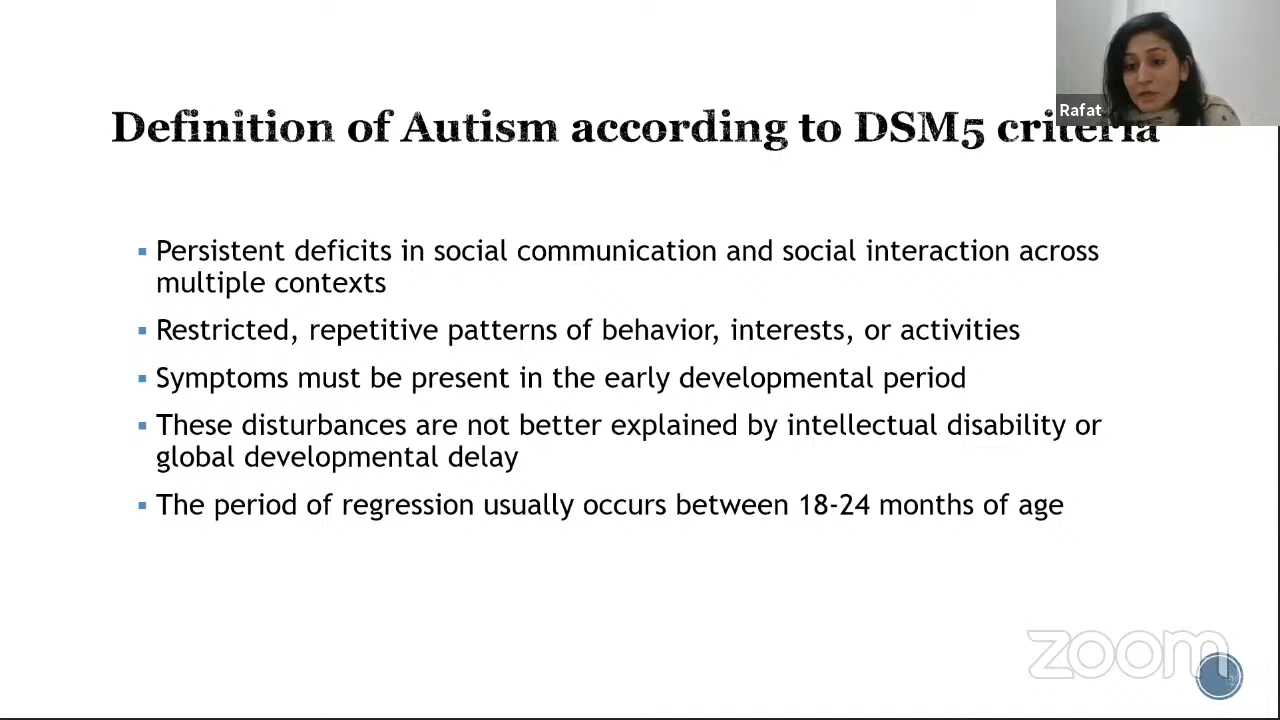 Rafat
Definition of Autism according to DSM5 criteria
▪ Persistent deficits in social communication and social interaction across
multiple contexts
▪ Restricted, repetitive patterns of behavior, interests, or activities
▪ Symptoms must be present in the early developmental period
▪ These disturbances are not better explained by intellectual disability or
global developmental delay
▪ The period of regression usually occurs between 18-24 months of age
zoom